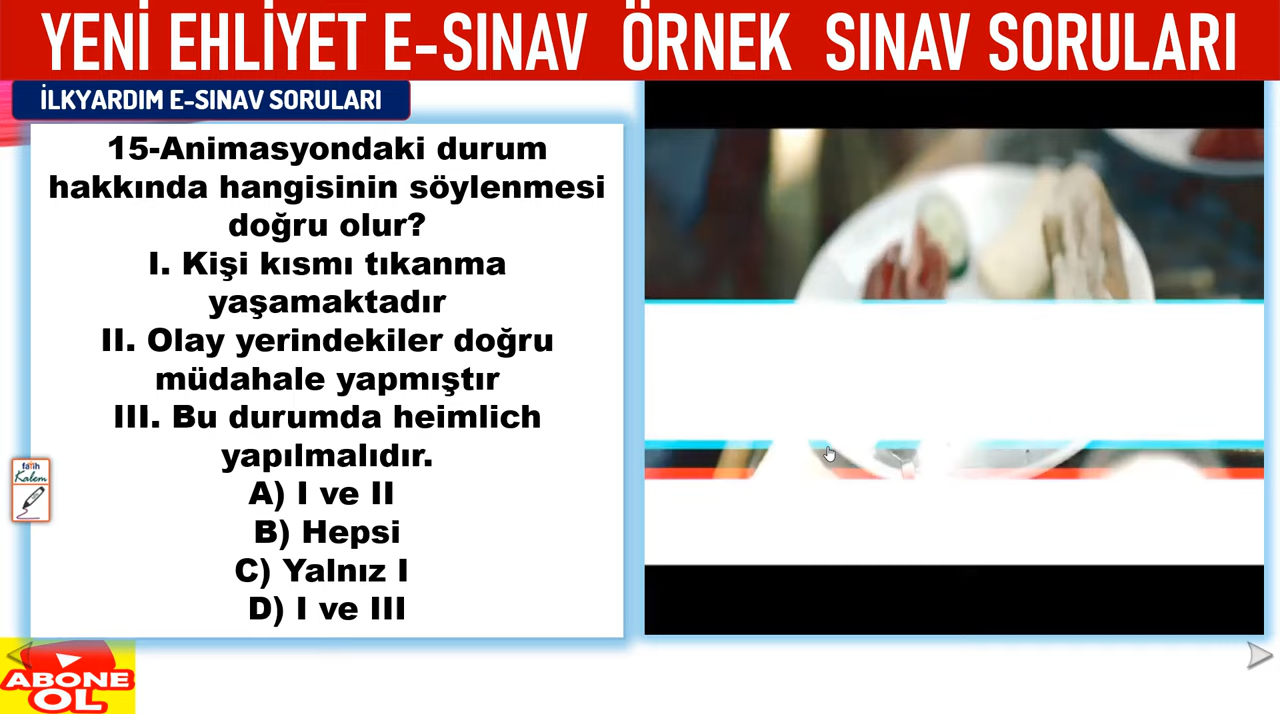 YENİ EHLİYET E-SINAV ÖRNEK SINAV SORULARI
İLKYARDIM E-SINAV SORULARI
15-Animasyondaki durum
hakkında hangisinin söylenmesi
doğru olur?
I. Kişi kısmı tıkanma
yaşamaktadır
II. Olay yerindekiler doğru
müdahale yapmıştır
III. Bu durumda heimlich
yapılmalıdır.
A) I ve II
B) Hepsi
C) Yalnız I
D) I ve III
fatih
Kalem
ABONE
OL